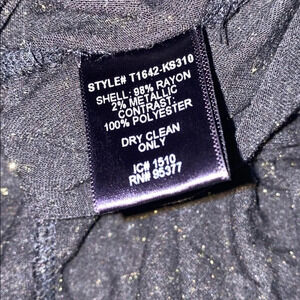 STYLE# T1642-KS310
SHELL: 98% RAYON
2% METALLIC
CONTRAST:
100% POLYESTER
DRY CLEAN
ONLY
IC# 1510
RN# 95377